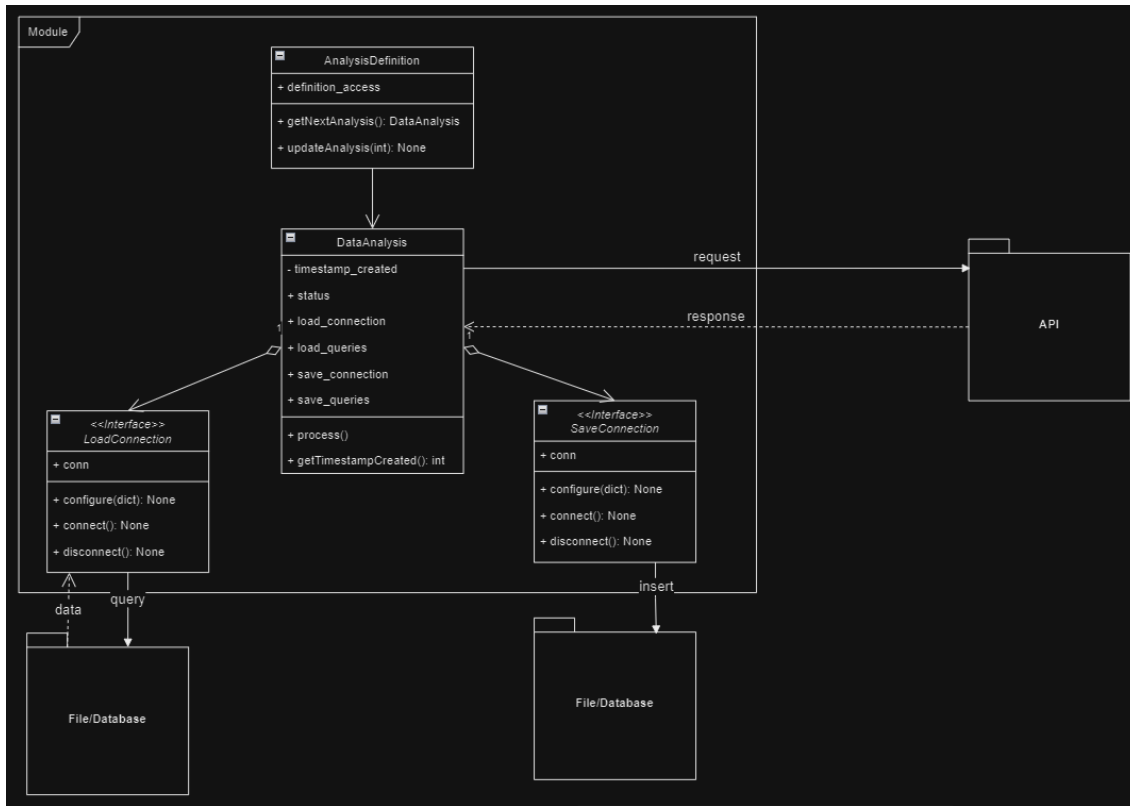 Module
AnalysisDefinition
+ definition_access
+ getNextAnalysis(): DataAnalysis
+ updateAnalysis(int): None
DataAnalysis
- timestamp_created
+ status
+ load_connection
+ load_queries
+ save_connection
+ save_queries
+ process()
+ getTimestampCreated(): int
request
response
API
1
1
<<Interface>>
LoadConnection
+ conn
+ configure(dict): None
+ connect(): None
+ disconnect(): None
<<Interface>>
SaveConnection
+ conn
+ configure(dict): None
+ connect(): None
+ disconnect(): None
data
query
insert
File/Database
File/Database